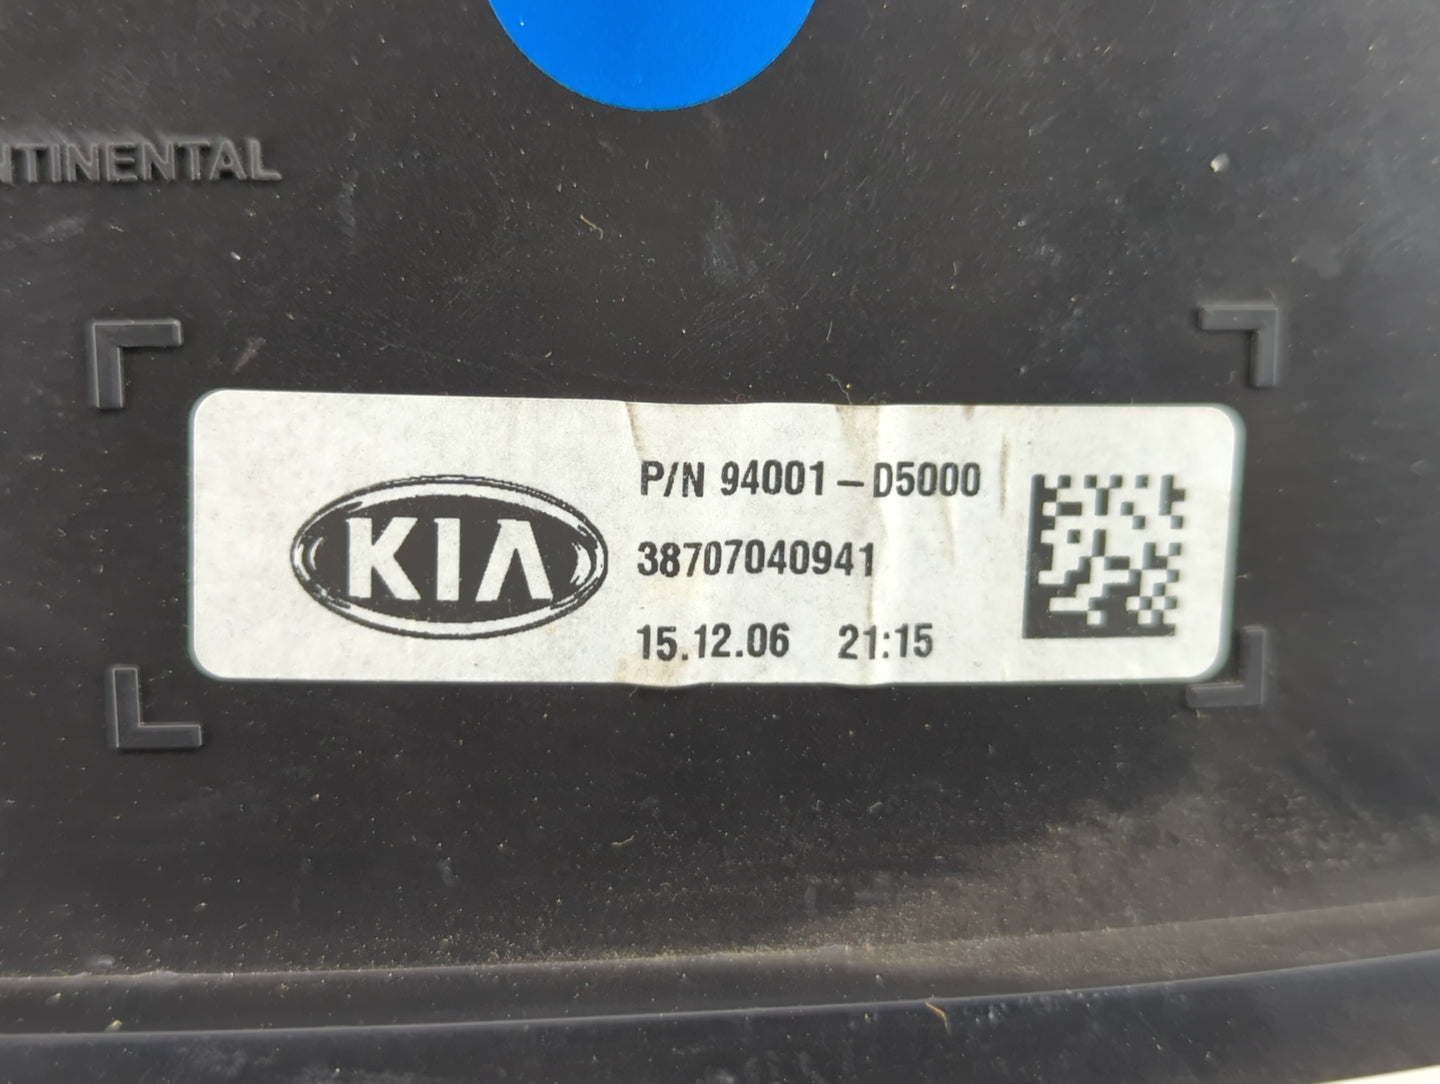 NTINENTAL
KIA
P/N 94001-D5000
38707040941
15.12.06 21:15